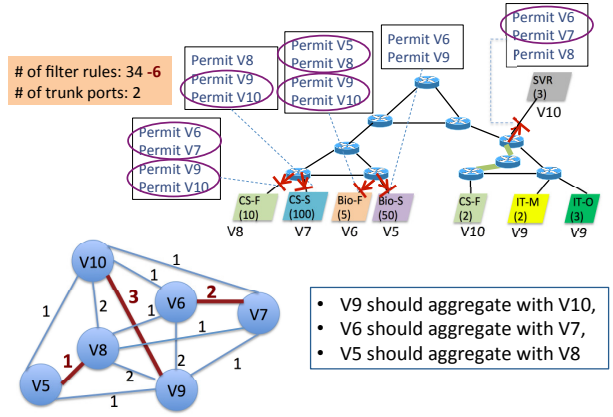 Permit V8
Permit V9
Permit V10
Permit V5
Permit V8
Permit V9
Permit V10
Permit V6
Permit V9
Permit V6
Permit V7
Permit V8
# of filter rules: 34 -6
# of trunk ports: 2
SVR
(3)
V10
Permit V6
Permit V7
Permit V9
Permit V10
CS-F
(10)
CS-S
(100)
Bio-F
(5)
Bio-S
(50)
CS-F
(2)
IT-M
(2)
IT-O
(3)
V8
V7
V6
V5
V10
V9
V9
V10
1
1
3
2
V6
V7
1
2
1
V8
1
1
2
2
1
V5
V9
1
• V9 should aggregate with V10,
• V6 should aggregate with V7,
• V5 should aggregate with V8